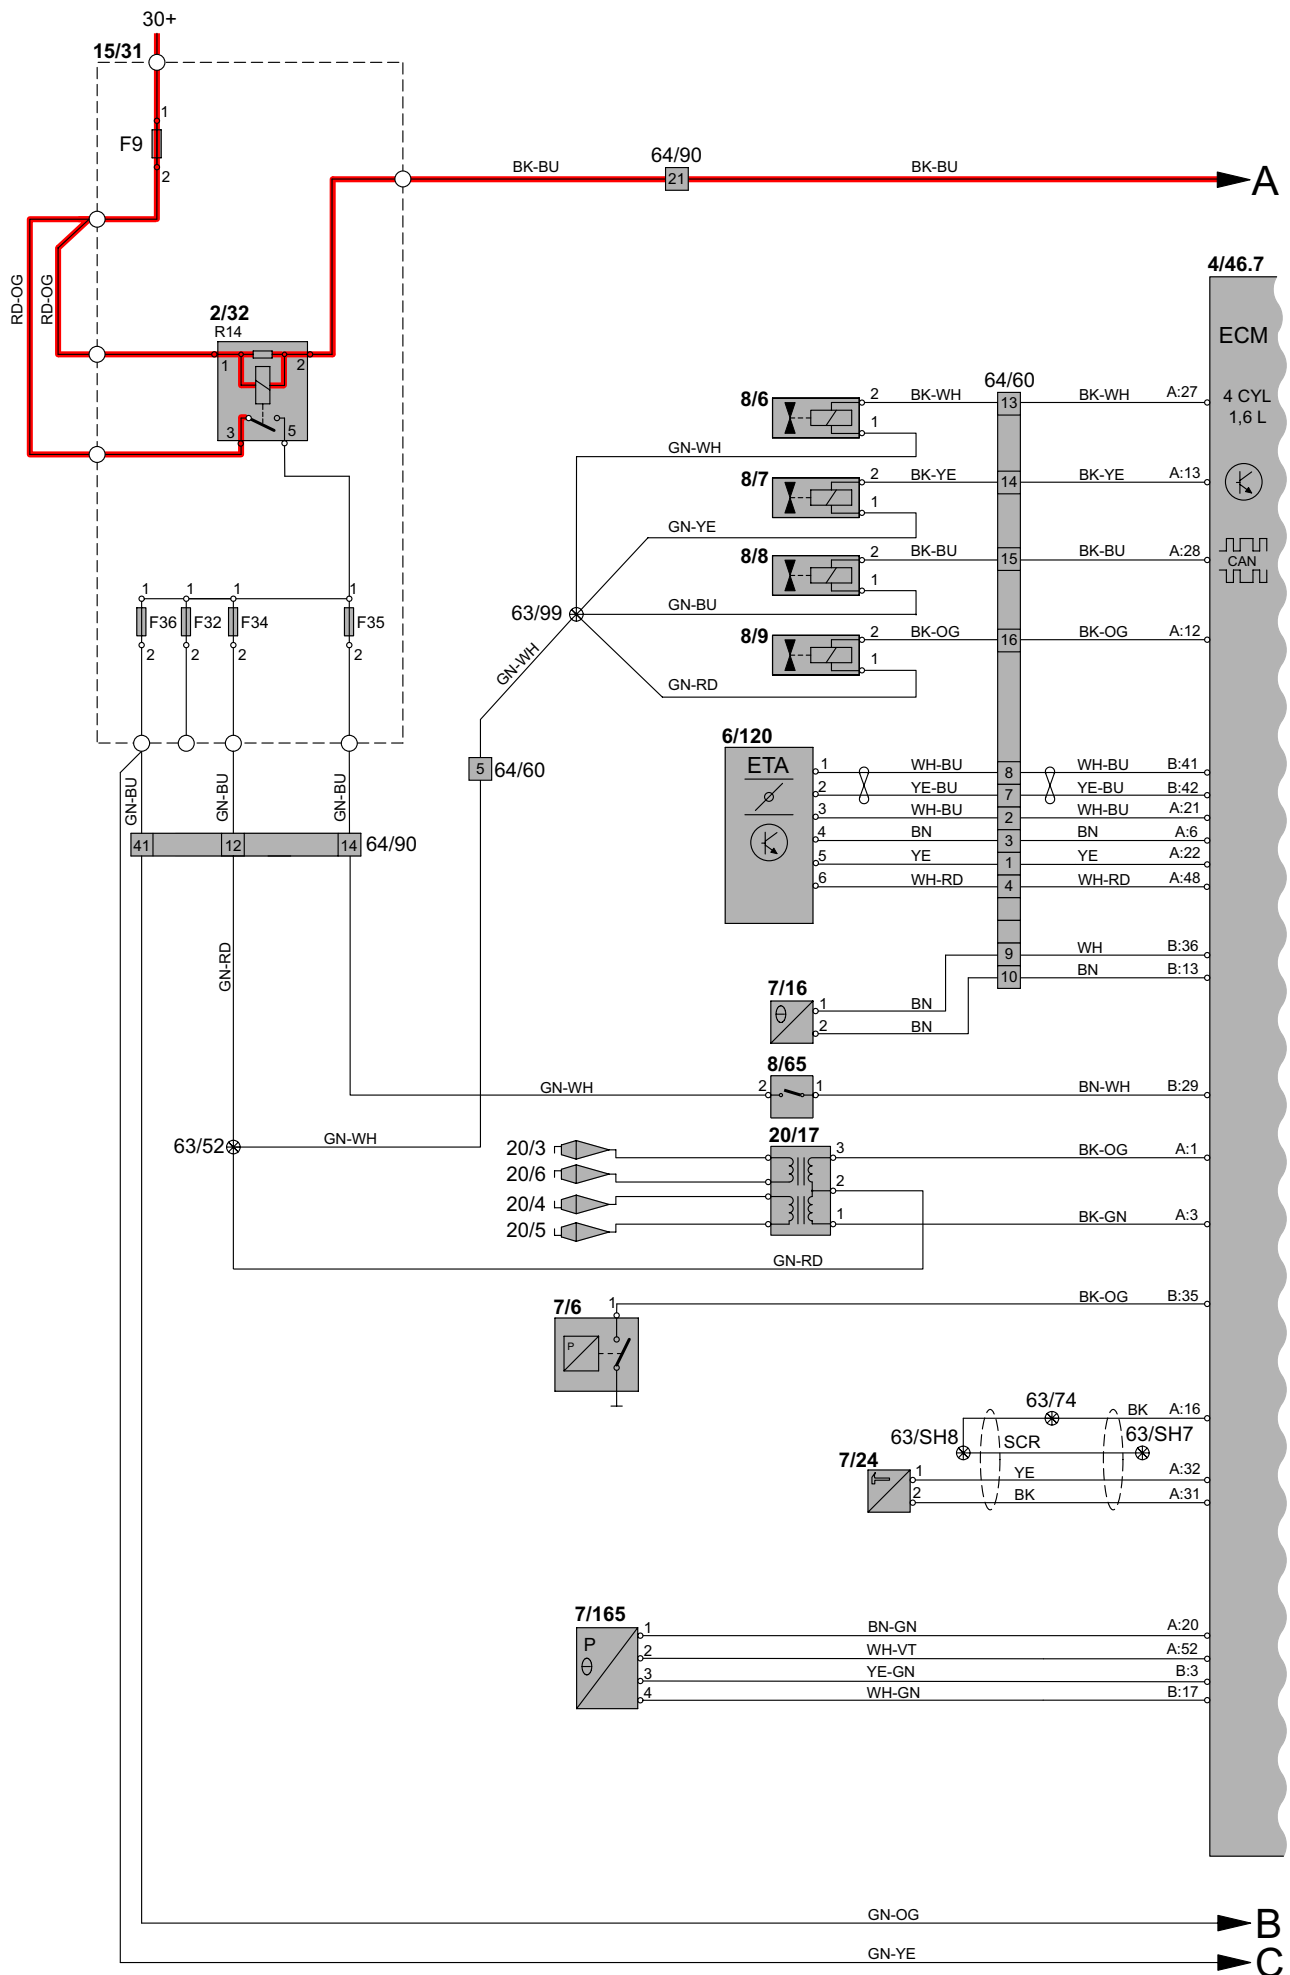 30+
15/31
1
F9
2
64/90
BK-BU
21
BK-BU
A
RD-OG
RD-OG
2/32
R14
1
2
3
5
4/46.7
ECM
4 CYL
1,6 L
CAN
64/60
8/6
2
BK-WH
13
BK-WH
A:27
1
GN-WH
8/7
2
BK-YE
14
BK-YE
A:13
1
GN-YE
8/8
2
BK-BU
15
BK-BU
A:28
1
GN-BU
63/99
8/9
2
BK-OG
16
BK-OG
A:12
1
GN-RD
GN-WH
1
1
1
1
F36
F32
F34
F35
2
2
2
2
5
64/60
GN-BU
GN-BU
GN-BU
41
12
14
64/90
6/120
ETA
1
WH-BU
8
WH-BU
B:41
2
YE-BU
7
YE-BU
B:42
3
WH-BU
2
WH-BU
A:21
4
BN
3
BN
A:6
5
YE
1
YE
A:22
6
WH-RD
4
WH-RD
A:48
9
WH
B:36
10
BN
B:13
GN-RD
7/16
1
BN
2
BN
8/65
GN-WH
2
1
BN-WH
B:29
63/52
GN-WH
20/17
20/3
20/6
20/4
20/5
3
BK-OG
A:1
2
1
BK-GN
A:3
GN-RD
7/6
1
BK-OG
B:35
P
63/74
BK
A:16
63/SH8
SCR
63/SH7
7/24
1
YE
A:32
2
BK
A:31
7/165
P
1
BN-GN
A:20
2
WH-VT
A:52
3
YE-GN
B:3
4
WH-GN
B:17
GN-OG
B
GN-YE
C